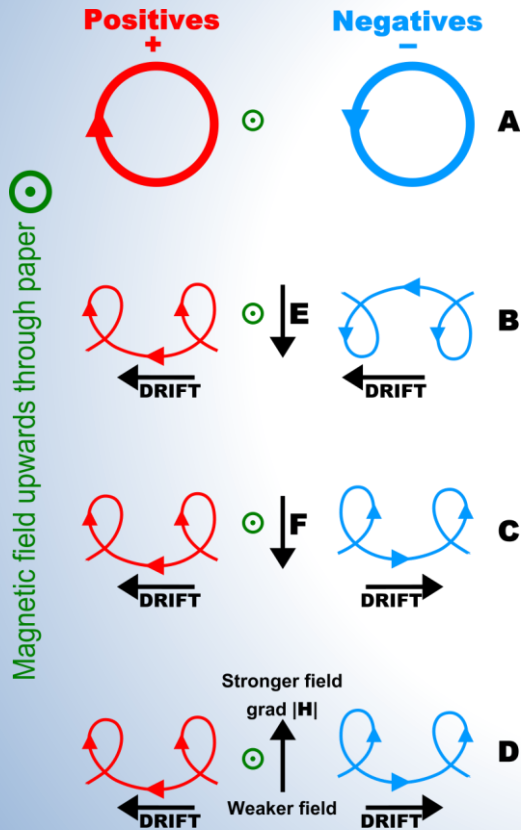 Positives
+
Negatives
−
A
Magnetic field upwards through paper
E
B
DRIFT
DRIFT
F
C
DRIFT
DRIFT
Stronger field
grad |H|
D
Weaker field
DRIFT
DRIFT